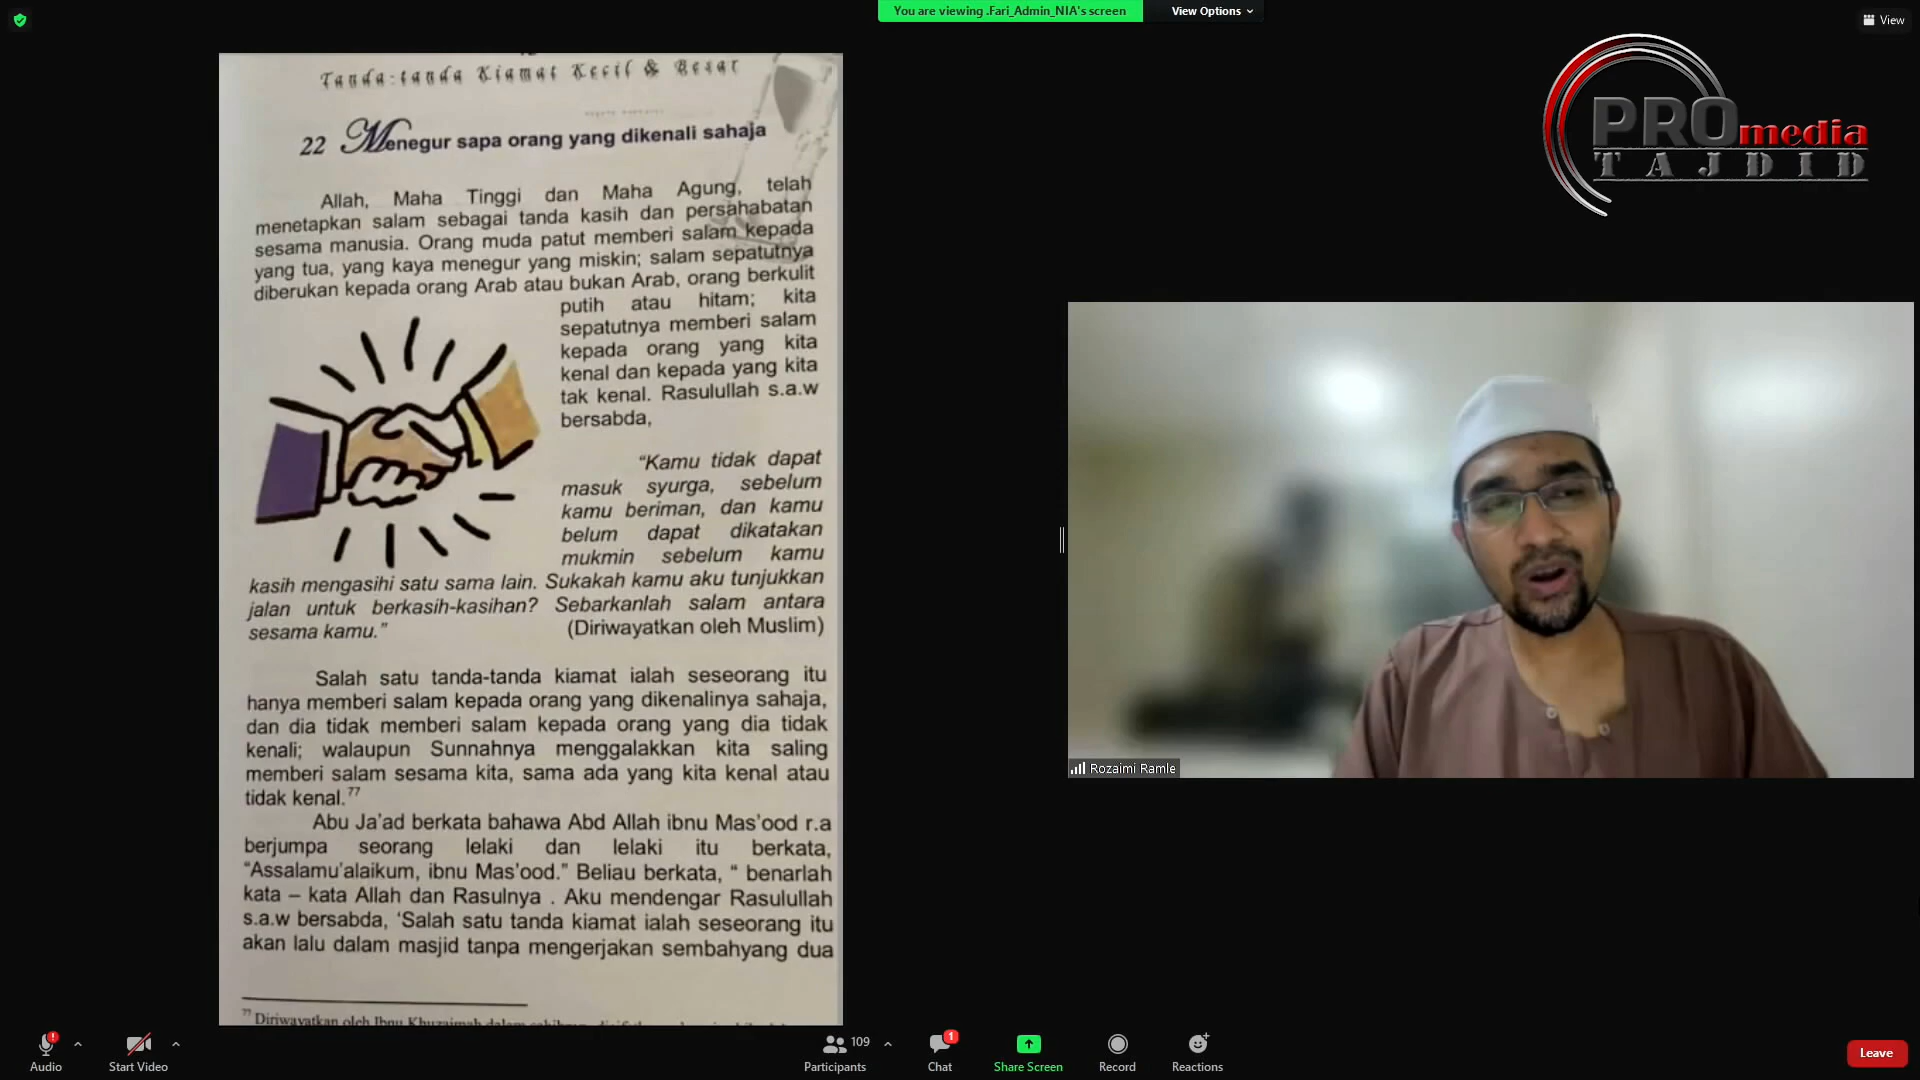 You are viewing .Fari_Admin_NIA's screen
View Options
View
PROmedia
TAJDID
Tanda-tanda Kiamat Kecil & Besar
22 Menegur sapa orang yang dikenali sahaja
Allah, Maha Tinggi dan Maha Agung, telah
menetapkan salam sebagai tanda kasih dan persahabatan
sesama manusia. Orang muda patut memberi salam kepada
yang tua, yang kaya menegur yang miskin; salam sepatutnya
diberukan kepada orang Arab atau bukan Arab, orang berkulit
putih atau hitam; kita
sepatutnya memberi salam
kepada orang yang kita
kenal dan kepada yang kita
tak kenal. Rasulullah s.a.w
bersabda,
“Kamu tidak dapat
masuk syurga, sebelum
kamu beriman, dan kamu
belum dapat dikatakan
mukmin sebelum kamu
kasih mengasihi satu sama lain. Sukakah kamu aku tunjukkan
jalan untuk berkasih-kasihan? Sebarkanlah salam antara
sesama kamu.” (Diriwayatkan oleh Muslim)
Salah satu tanda-tanda kiamat ialah seseorang itu
hanya memberi salam kepada orang yang dikenalinya sahaja,
dan dia tidak memberi salam kepada orang yang dia tidak
kenali; walaupun Sunnahnya menggalakkan kita saling
memberi salam sesama kita, sama ada yang kita kenal atau
tidak kenal.77
Abu Ja’ad berkata bahawa Abd Allah ibnu Mas’ood r.a
berjumpa seorang lelaki dan lelaki itu berkata,
“Assalamu’alaikum, ibnu Mas’ood.” Beliau berkata, “ benarlah
kata – kata Allah dan Rasulnya . Aku mendengar Rasulullah
s.a.w bersabda, ‘Salah satu tanda kiamat ialah seseorang itu
akan lalu dalam masjid tanpa mengerjakan sembahyang dua
77 Diriwayatkan oleh Ibnu Khuzaimah dalam
Rozaimi Ramle
Audio
Start Video
109
Participants
1
Chat
Share Screen
Record
Reactions
Leave